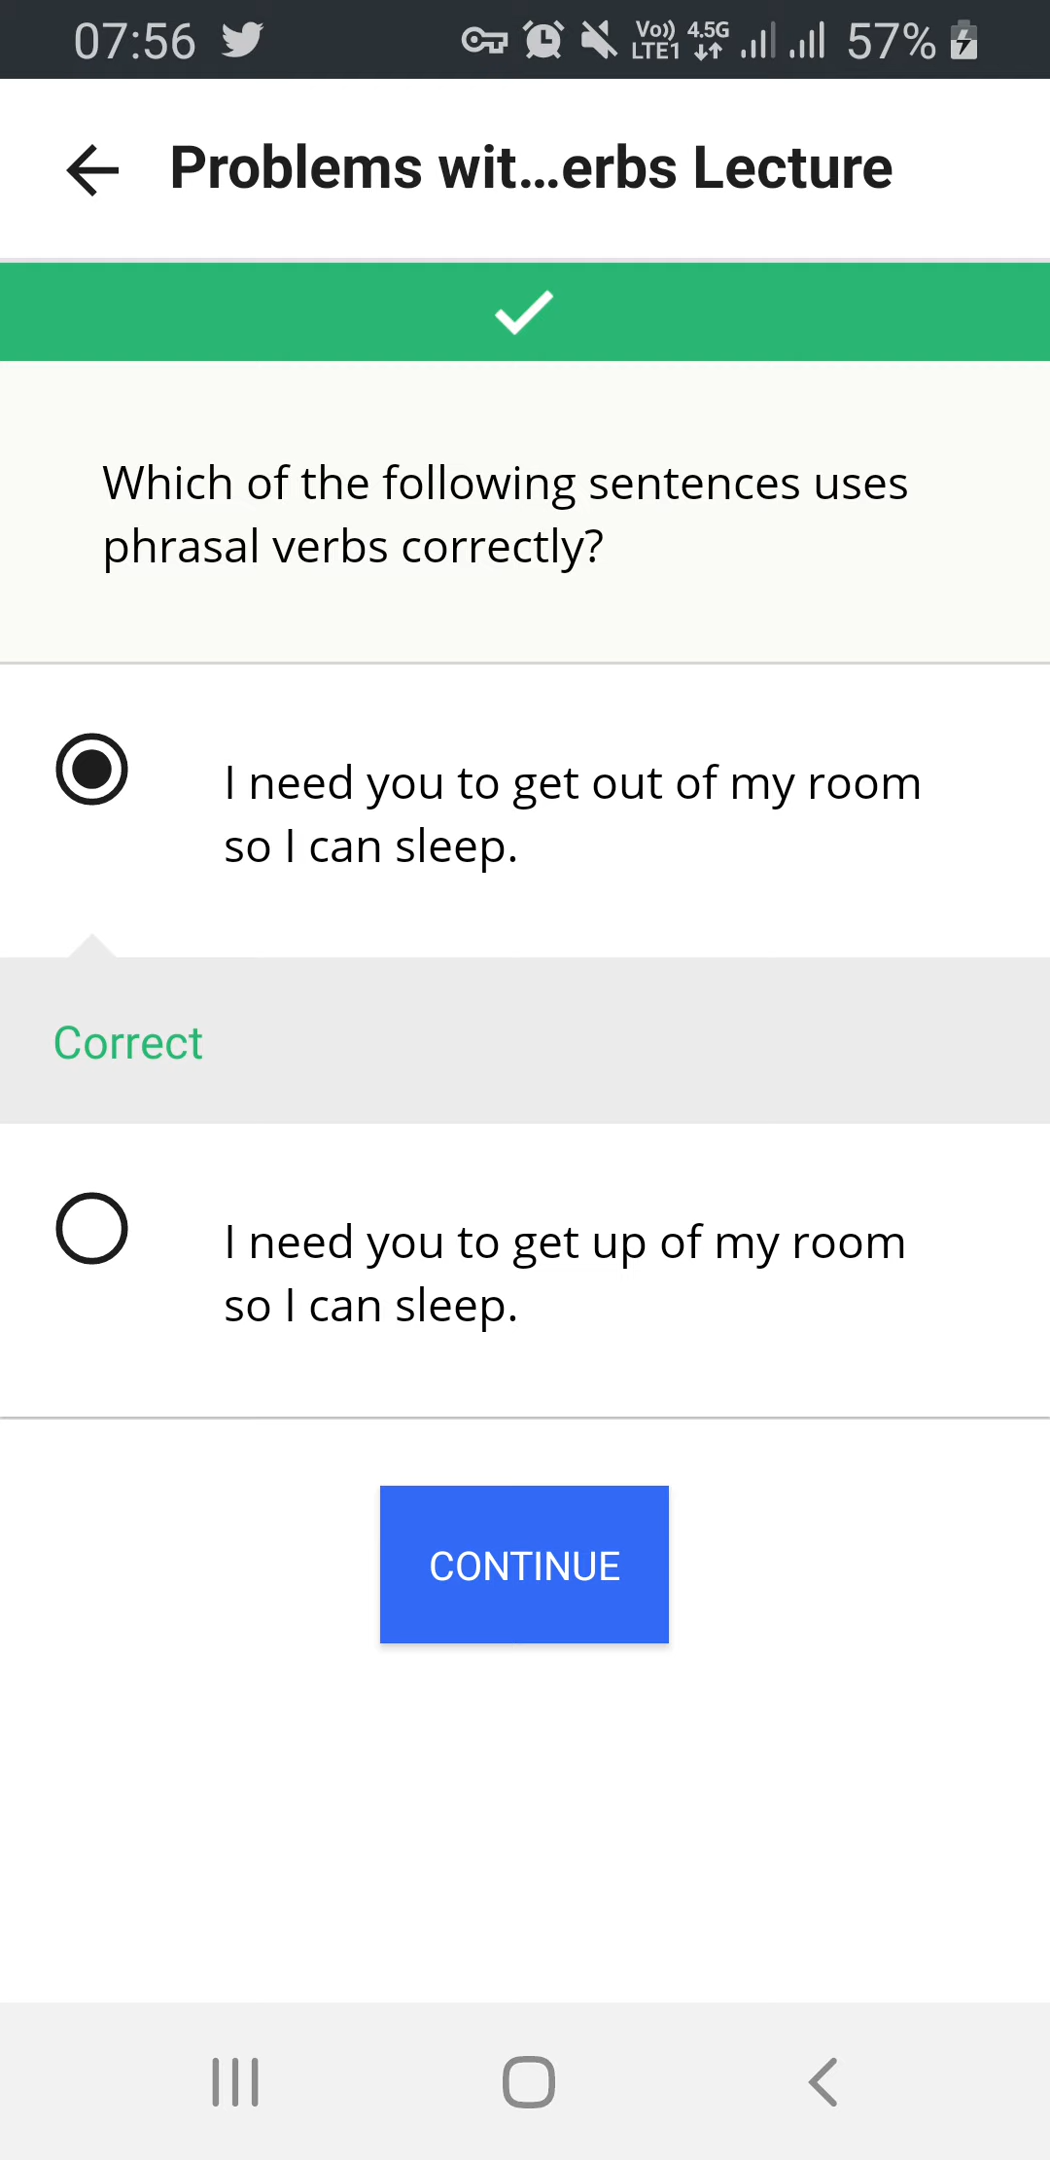 07:56 Vo)) LTE1 4.5G 57%
Problems wit...erbs Lecture
Which of the following sentences uses
phrasal verbs correctly?
I need you to get out of my room
so I can sleep.
Correct
I need you to get up of my room
so I can sleep.
CONTINUE